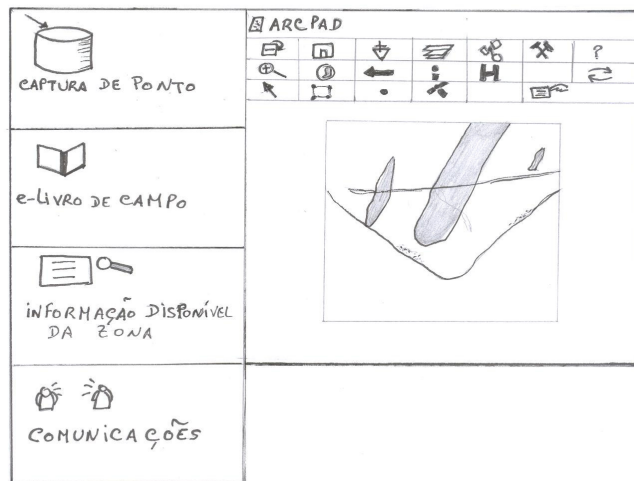 CAPTURA DE PONTO
e-LIVRO DE CAMPO
iNFORMAÇÃO DISPONÍVEL
DA ZONA
COMUNICAÇÕES
ARCPAD
?
i
H